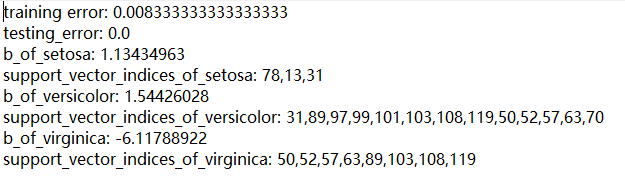 training error: 0.008333333333333333
testing_error: 0.0
b_of_setosa: 1.13434963
support_vector_indices_of_setosa: 78,13,31
b_of_versicolor: 1.54426028
support_vector_indices_of_versicolor: 31,89,97,99,101,103,108,119,50,52,57,63,70
b_of_virginica: -6.11788922
support_vector_indices_of_virginica: 50,52,57,63,89,103,108,119